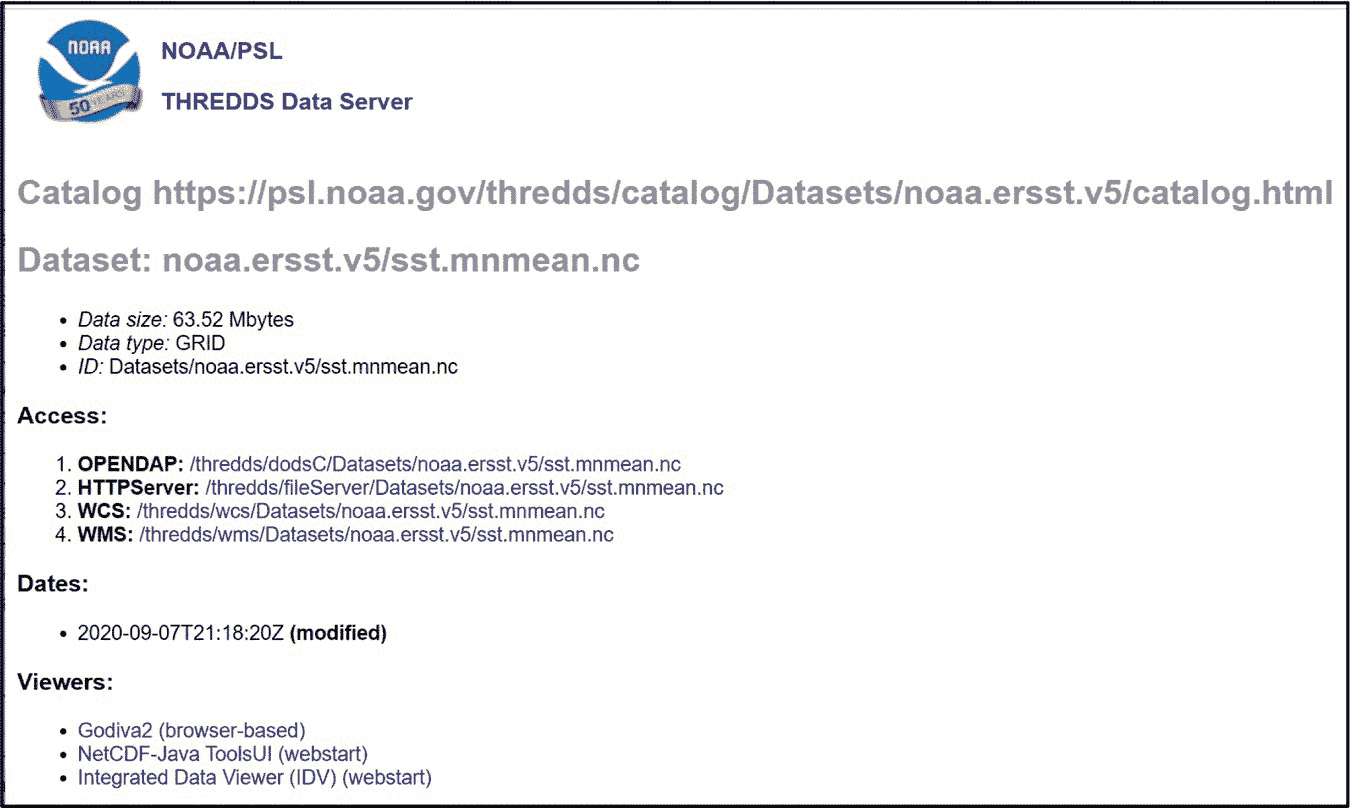 NOAA
50 YEARS
NOAA/PSL
THREDDS Data Server
Catalog https://psl.noaa.gov/thredds/catalog/Datasets/noaa.ersst.v5/catalog.html
Dataset: noaa.ersst.v5/sst.mnmean.nc
• Data size: 63.52 Mbytes
• Data type: GRID
• ID: Datasets/noaa.ersst.v5/sst.mnmean.nc
Access:
1. OPENDAP: /thredds/dodsC/Datasets/noaa.ersst.v5/sst.mnmean.nc
2. HTTPServer: /thredds/fileServer/Datasets/noaa.ersst.v5/sst.mnmean.nc
3. WCS: /thredds/wcs/Datasets/noaa.ersst.v5/sst.mnmean.nc
4. WMS: /thredds/wms/Datasets/noaa.ersst.v5/sst.mnmean.nc
Dates:
• 2020-09-07T21:18:20Z (modified)
Viewers:
• Godiva2 (browser-based)
• NetCDF-Java ToolsUI (webstart)
• Integrated Data Viewer (IDV) (webstart)